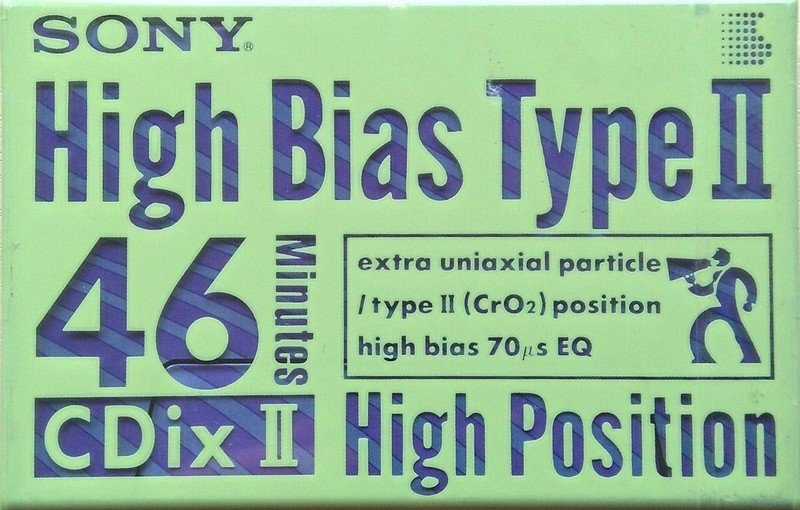 SONY®
High Bias Type II
46 Minutes
extra uniaxial particle
/type II (CrO2) position
high bias 70µs EQ
CDix II
High Position